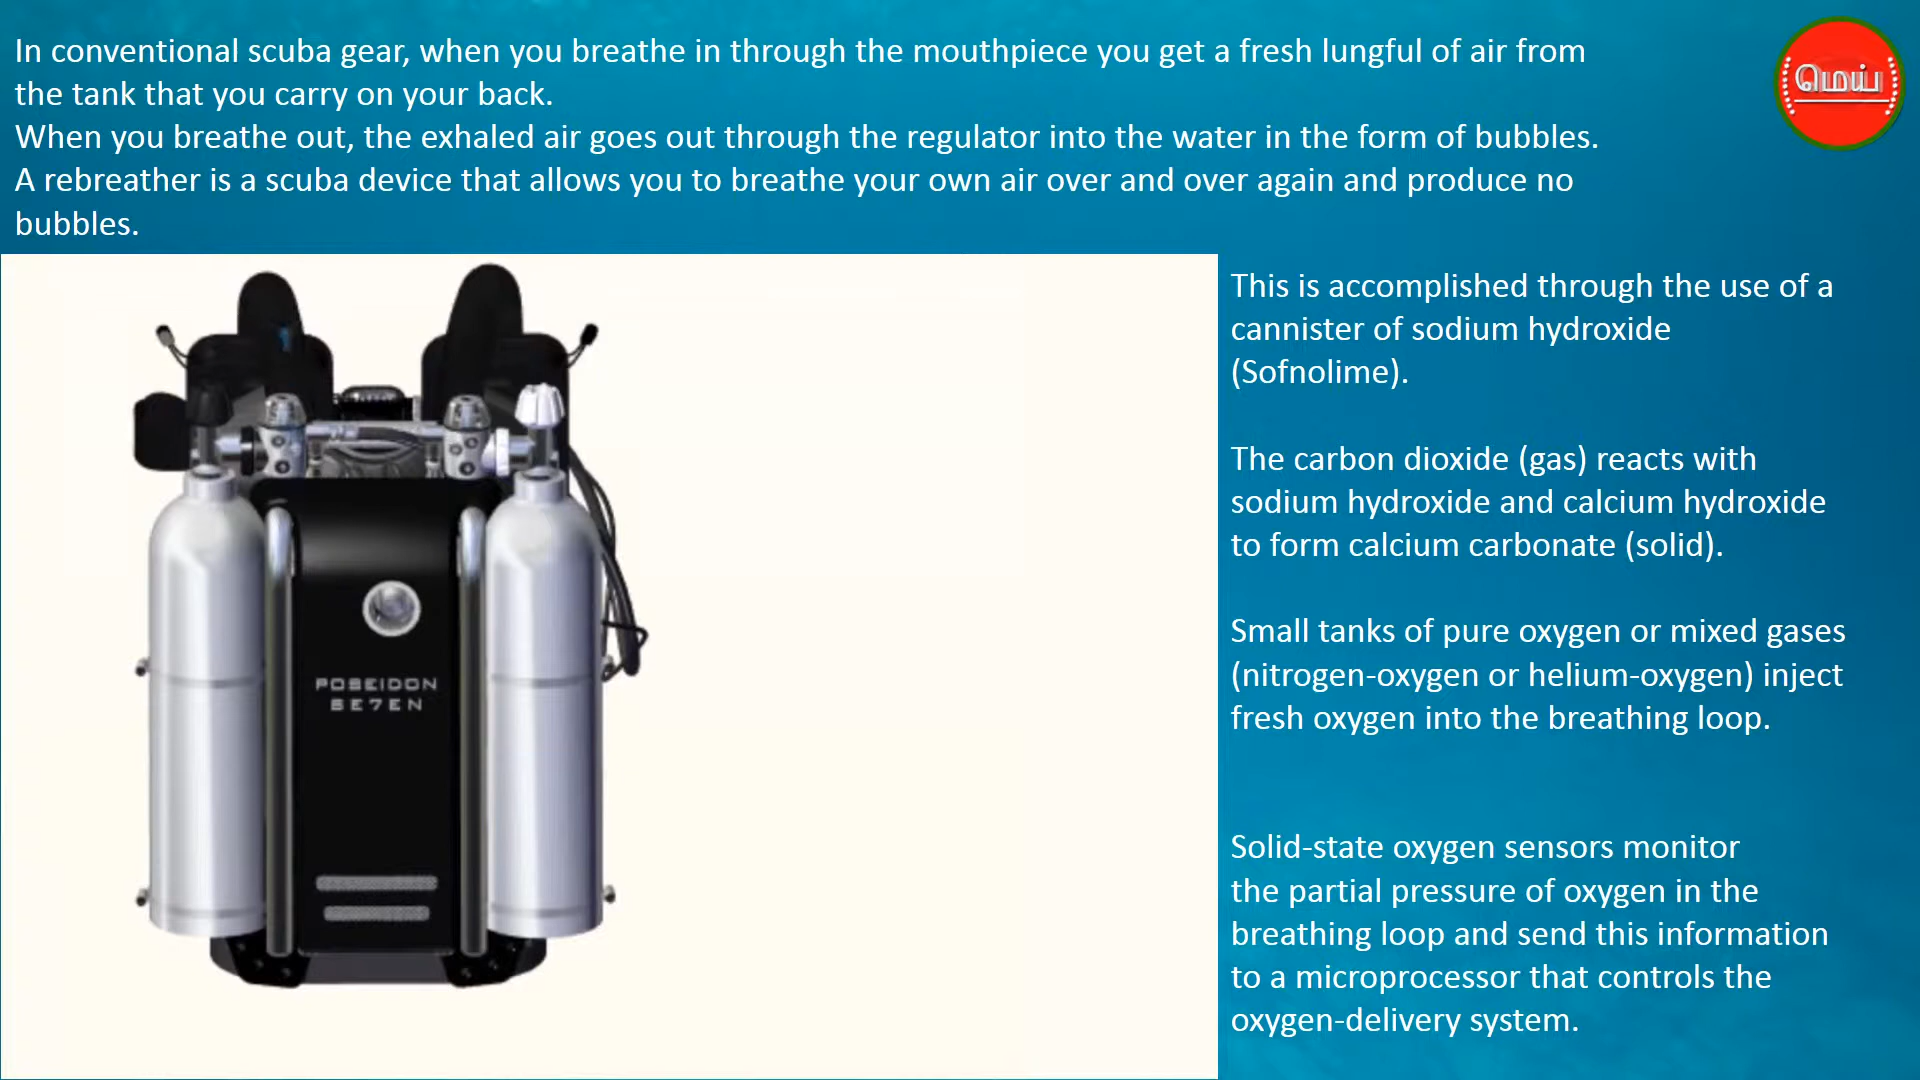 In conventional scuba gear, when you breathe in through the mouthpiece you get a fresh lungful of air from
the tank that you carry on your back.
When you breathe out, the exhaled air goes out through the regulator into the water in the form of bubbles.
A rebreather is a scuba device that allows you to breathe your own air over and over again and produce no
bubbles.
மெய்
This is accomplished through the use of a
cannister of sodium hydroxide
(Sofnolime).
The carbon dioxide (gas) reacts with
sodium hydroxide and calcium hydroxide
to form calcium carbonate (solid).
Small tanks of pure oxygen or mixed gases
(nitrogen-oxygen or helium-oxygen) inject
fresh oxygen into the breathing loop.
Solid-state oxygen sensors monitor
the partial pressure of oxygen in the
breathing loop and send this information
to a microprocessor that controls the
oxygen-delivery system.
POSEIDON
SE7EN